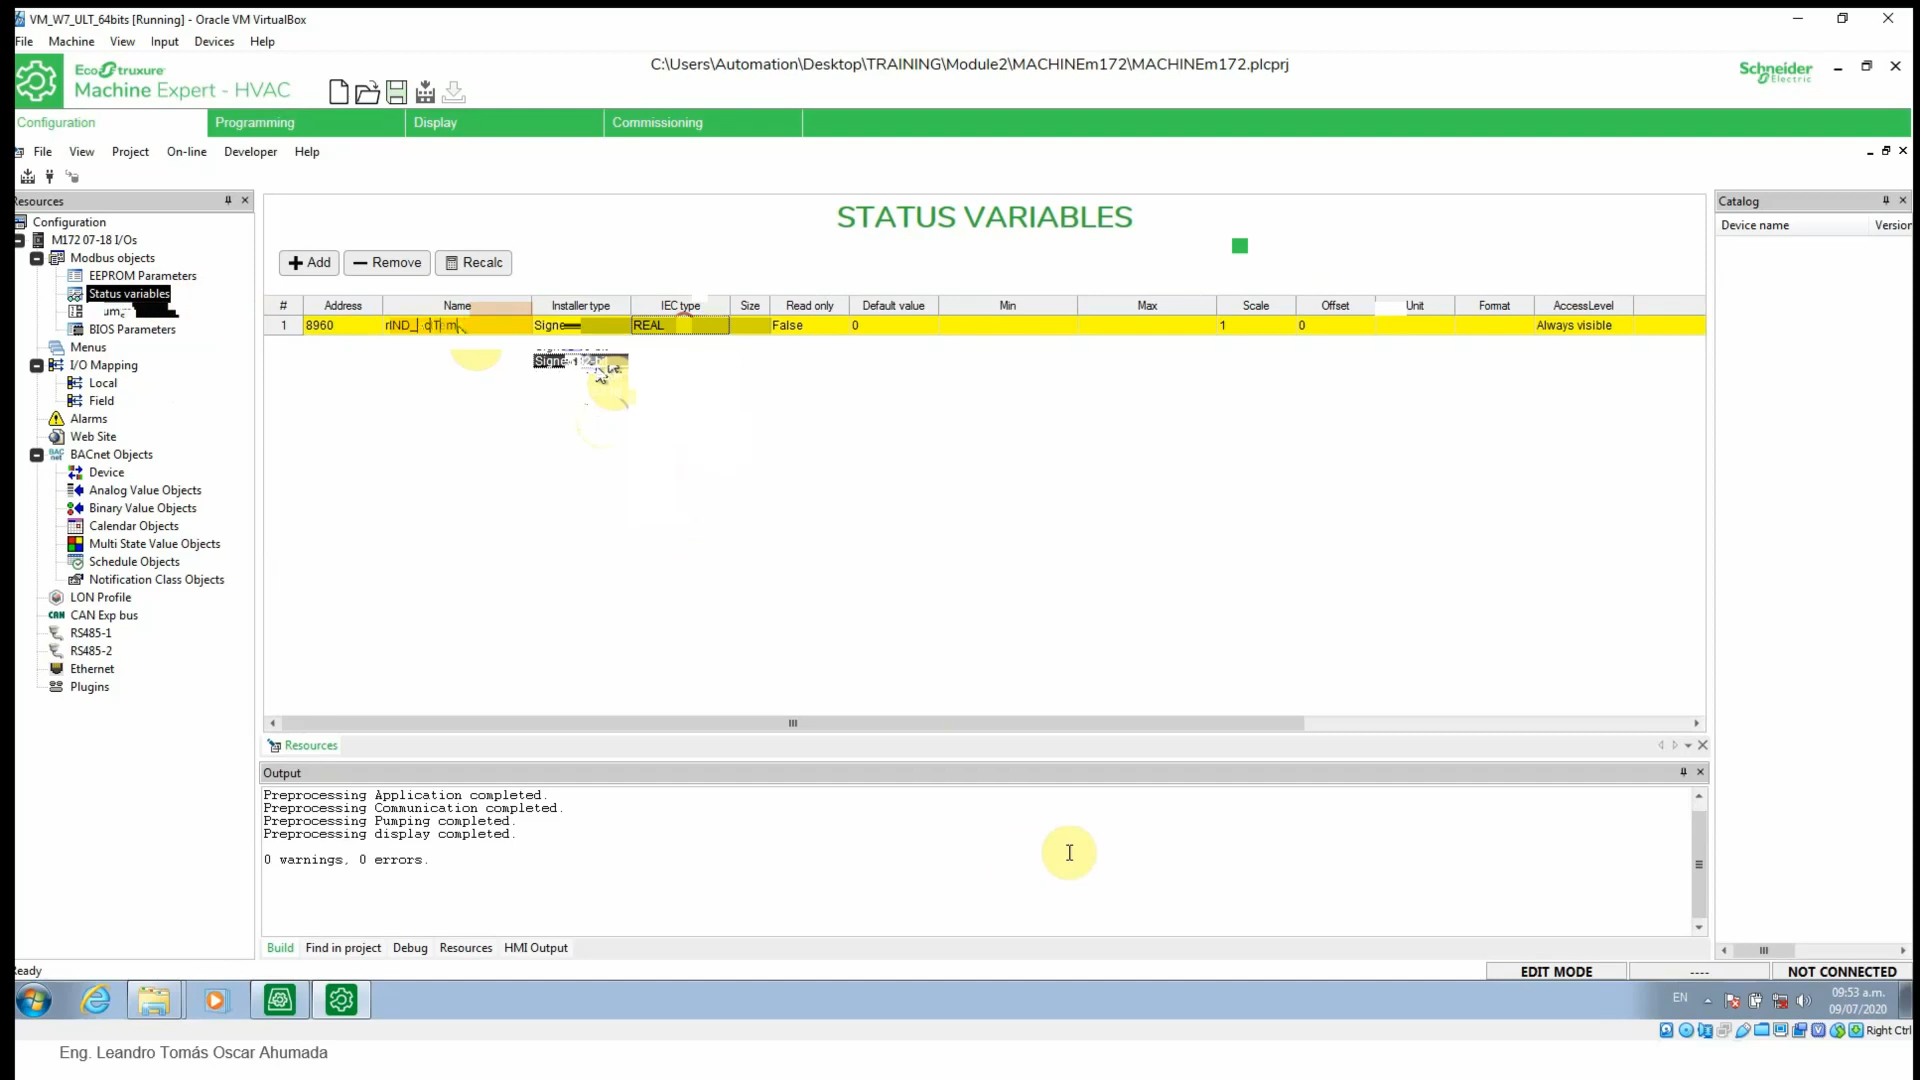 VM_W7_ULT_64bits [Running] - Oracle VM VirtualBox
File Machine View Input Devices Help
EcoStruxure
Machine Expert - HVAC
C:\Users\Automation\Desktop\TRAINING\Module2\MACHINEm172\MACHINEm172.plcprj
Schneider
Electric
Configuration Programming Display Commissioning
File View Project On-line Developer Help
Resources
Configuration
M172 07-18 I/Os
Modbus objects
EEPROM Parameters
Status variables
BIOS Parameters
Menus
I/O Mapping
Local
Field
Alarms
Web Site
BACnet Objects
Device
Analog Value Objects
Binary Value Objects
Calendar Objects
Multi State Value Objects
Schedule Objects
Notification Class Objects
LON Profile
CAN Exp bus
RS485-1
RS485-2
Ethernet
Plugins
STATUS VARIABLES
Add Remove Recalc
# Address Name Installer type IEC type Size Read only Default value Min Max Scale Offset Unit Format AccessLevel
1 8960 REAL False 0 1 0 Always visible
Resources
Catalog
Device name Version
Output
Preprocessing Application completed.
Preprocessing Communication completed.
Preprocessing Pumping completed.
Preprocessing display completed.
0 warnings, 0 errors.
Build Find in project Debug Resources HMI Output
Ready
EDIT MODE ---- NOT CONNECTED
EN
09:53 a.m.
09/07/2020
Right Ctrl
Eng. Leandro Tomás Oscar Ahumada